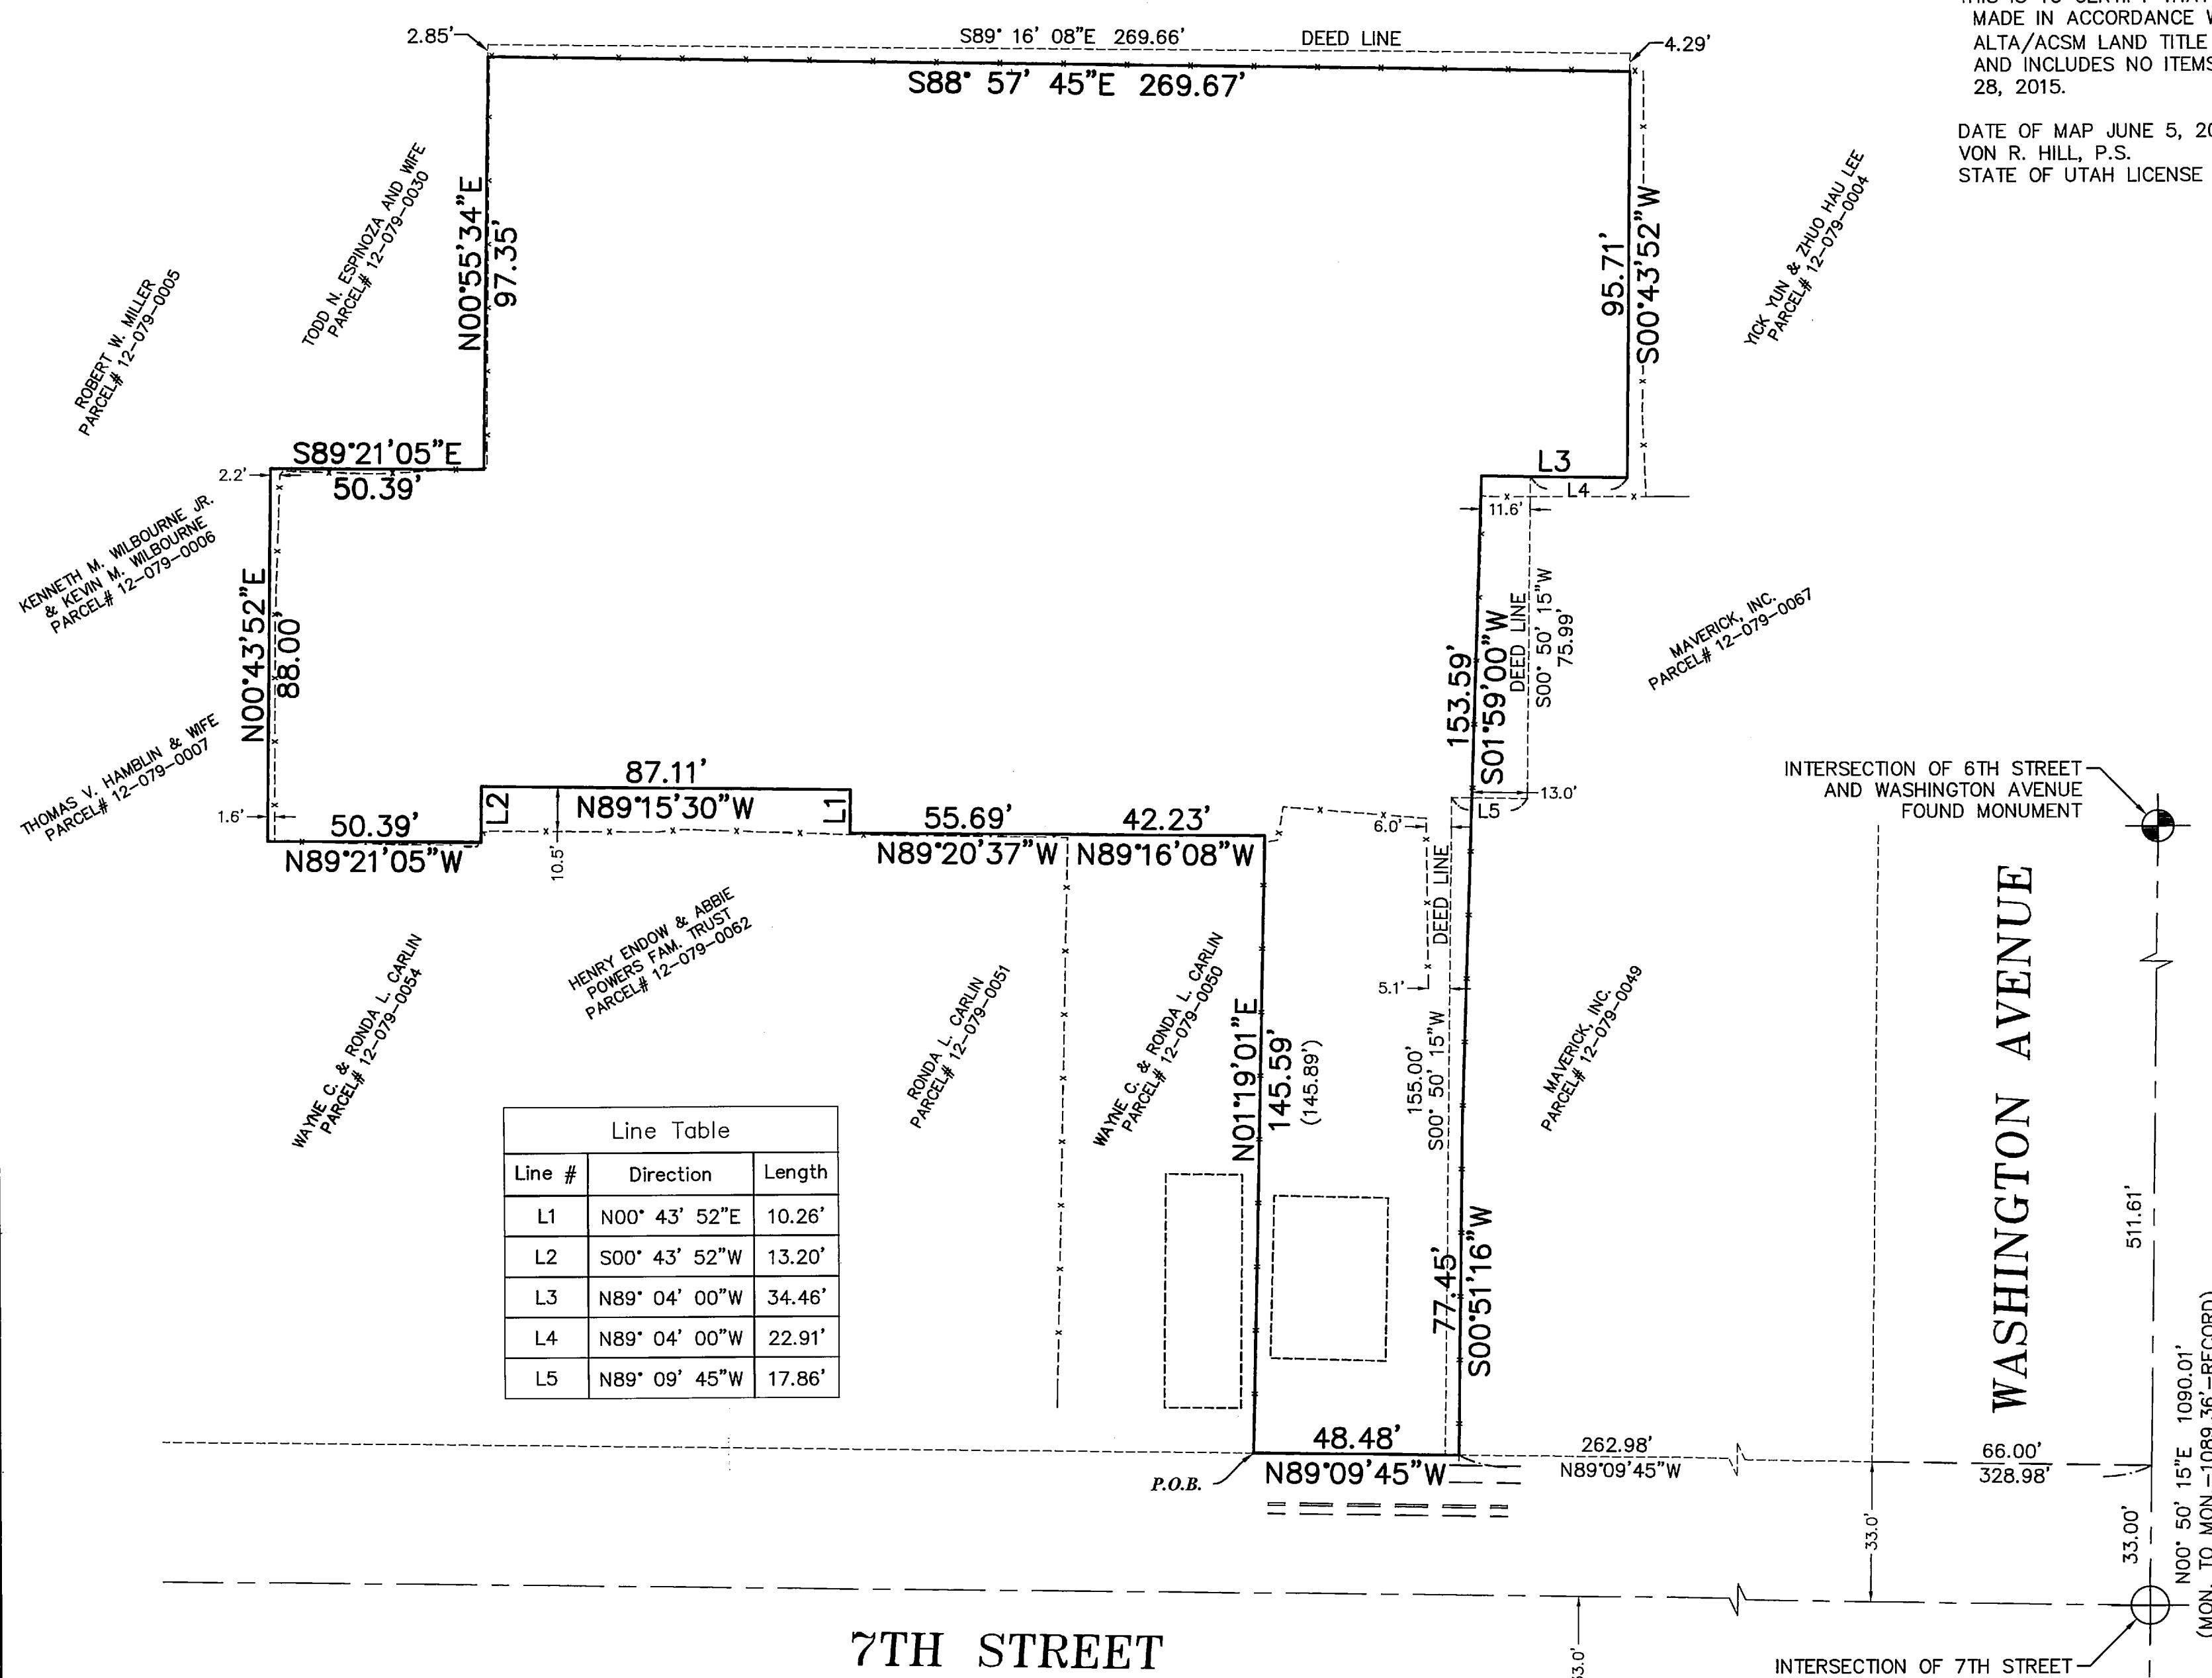 THIS IS TO CERTIFY THAT
MADE IN ACCORDANCE W
ALTA/ACSM LAND TITLE
AND INCLUDES NO ITEMS
28, 2015.
DATE OF MAP JUNE 5, 20
VON R. HILL, P.S.
STATE OF UTAH LICENSE
2.85'
S89° 16' 08"E 269.66'
DEED LINE
4.29'
S88° 57' 45"E 269.67'
N00°55'34"E
97.35'
TODD N. ESPINOZA AND WIFE
PARCEL# 12-079-0030
ROBERT W. MILLER
PARCEL# 12-079-0005
95.71'
S00°43'52"W
YICK YUN & ZHUO HAU LEE
PARCEL# 12-079-0004
S89°21'05"E
50.39'
2.2'
L3
L4
11.6'
KENNETH M. WILBOURNE JR.
& KEVIN M. WILBOURNE
PARCEL# 12-079-0006
N00°43'52"E
88.00'
153.59'
S01°59'00"W
DEED LINE
S00° 50' 15"W
75.99'
MAVERICK, INC.
PARCEL# 12-079-0067
THOMAS V. HAMBLIN & WIFE
PARCEL# 12-079-0007
1.6'
50.39'
N89°21'05"W
L2
87.11'
N89°15'30"W
L1
10.5'
55.69'
N89°20'37"W
42.23'
N89°16'08"W
13.0'
L5
6.0'
DEED LINE
5.1'
INTERSECTION OF 6TH STREET
AND WASHINGTON AVENUE
FOUND MONUMENT
WAYNE C. & RONDA L. CARLIN
PARCEL# 12-079-0054
HENRY ENDOW & ABBIE
POWERS FAM. TRUST
PARCEL# 12-079-0062
RONDA L. CARLIN
PARCEL# 12-079-0051
WAYNE C. & RONDA L. CARLIN
PARCEL# 12-079-0050
N01°19'01"E
145.59'
(145.89')
155.00'
S00° 50' 15"W
MAVERICK, INC.
PARCEL# 12-079-0049
77.45'
S00°51'16"W
WASHINGTON AVENUE
511.61'
Line Table
Line # Direction Length
L1 N00° 43' 52"E 10.26'
L2 S00° 43' 52"W 13.20'
L3 N89° 04' 00"W 34.46'
L4 N89° 04' 00"W 22.91'
L5 N89° 09' 45"W 17.86'
48.48'
N89°09'45"W
P.O.B.
262.98'
N89°09'45"W
66.00'
328.98'
33.0'
33.00'
N00° 50' 15"E 1090.01'
(MON. TO MON -1089.36'-RECORD)
7TH STREET
33.0'
INTERSECTION OF 7TH STREET